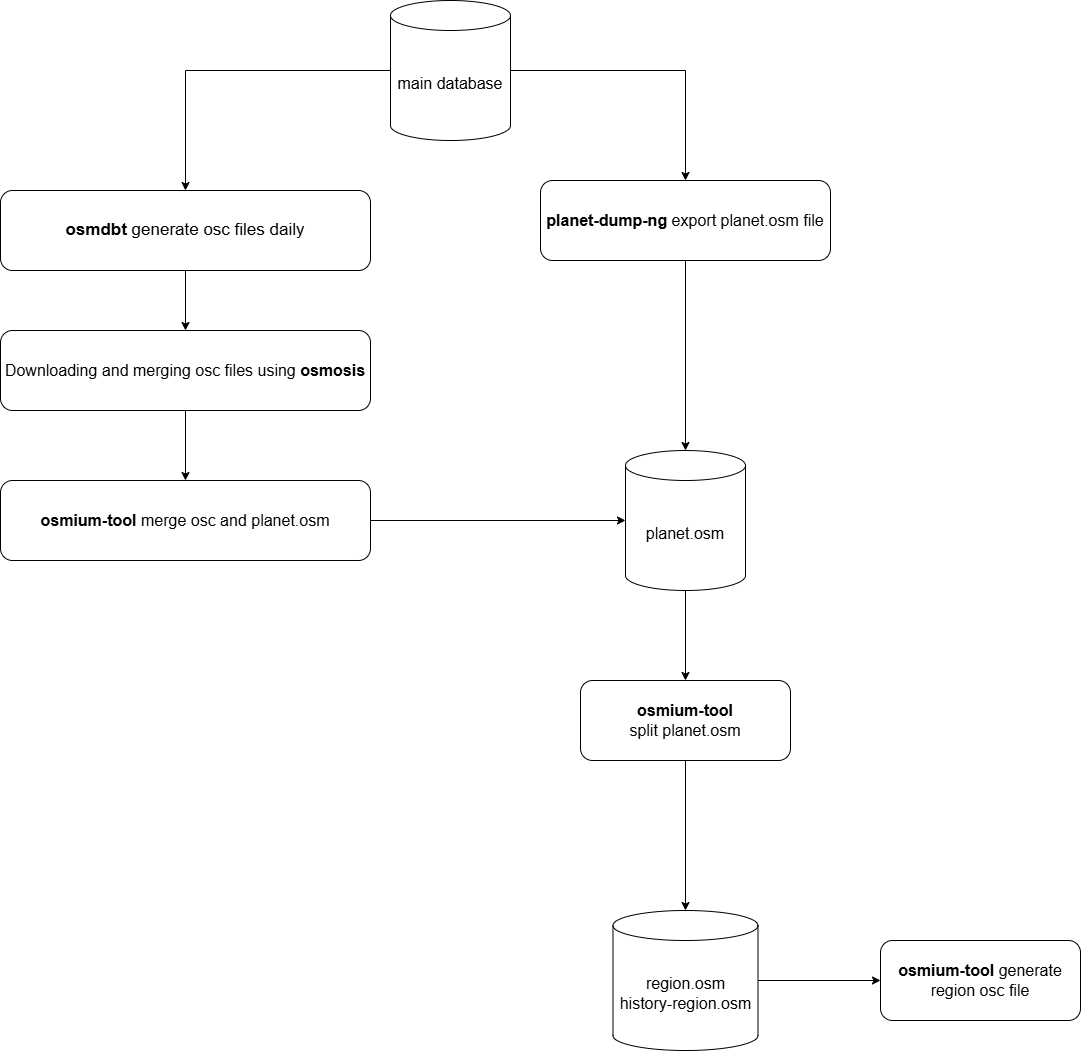 main database
osmdbt generate osc files daily
planet-dump-ng export planet.osm file
Downloading and merging osc files using osmosis
osmium-tool merge osc and planet.osm
planet.osm
osmium-tool
split planet.osm
region.osm
history-region.osm
osmium-tool generate
region osc file